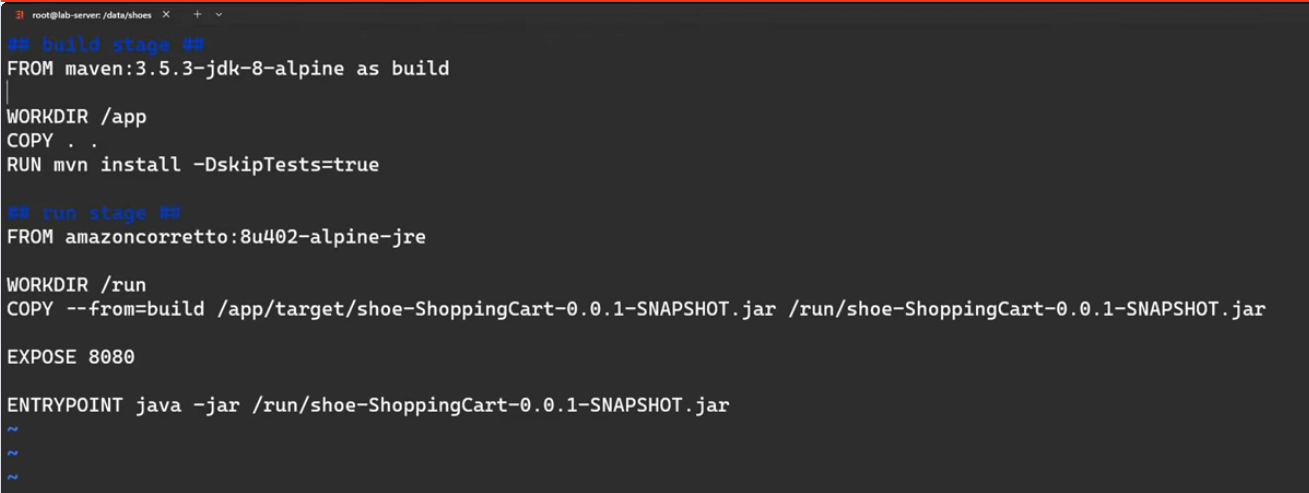 root@lab-server: /data/shoes
## build stage ##
FROM maven:3.5.3-jdk-8-alpine as build
WORKDIR /app
COPY . .
RUN mvn install -DskipTests=true
## run stage ##
FROM amazoncorretto:8u402-alpine-jre
WORKDIR /run
COPY --from=build /app/target/shoe-ShoppingCart-0.0.1-SNAPSHOT.jar /run/shoe-ShoppingCart-0.0.1-SNAPSHOT.jar
EXPOSE 8080
ENTRYPOINT java -jar /run/shoe-ShoppingCart-0.0.1-SNAPSHOT.jar
~
~
~